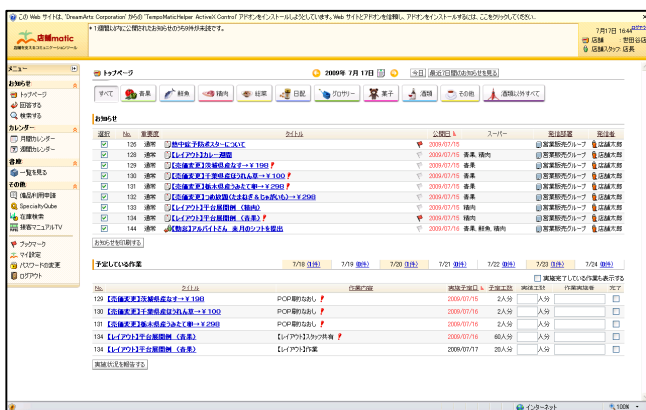 この Web サイトは、'DreamArts Corporation' からの 'TempoMaticHelper ActiveX Control' アドオンをインストールしようとしています。Web サイトとアドオンを信頼し、アドオンをインストールするには、ここをクリックしてください。
店舗matic
• 1週間以内に公開されたお知らせのうち9件が未読です。
7月17日 16:44
店舗 : 世田谷店
店舗スタッフ 店長
メニュー
お知らせ
トップページ
回答する
検索する
カレンダー
月間カレンダー
週間カレンダー
書庫
一覧を見る
その他
備品利用申請
SpecialtyQube
在庫検索
接客マニュアルTV
ブックマーク
マイ設定
パスワードの変更
ログアウト
トップページ
2009年 7月 17日
今日 最近7日間のお知らせを見る
すべて 青果 鮮魚 精肉 総菜 日配 グロサリー 菓子 酒類 その他 酒類以外すべて
お知らせ
選択 No. 重要度 タイトル 公開日 スーパー 発信部署 発信者
126 通常 熱中症予防ポスターについて 2009/07/15 営業販売グループ 店舗太郎
128 通常 【レイアウト】カレー週間 2009/07/15 青果, 精肉 営業販売グループ 店舗太郎
129 通常 【売価変更】茨城県産なす→￥198 2009/07/15 青果 営業販売グループ 店舗太郎
130 通常 【売価変更】千葉県産ほうれん草→￥100 2009/07/15 青果 営業販売グループ 店舗太郎
131 通常 【売価変更】栃木県産うみたて卵→￥298 2009/07/15 青果 営業販売グループ 店舗太郎
132 通常 【売価変更】つめ放題(たまねぎ＆じゃがいも)→￥298 2009/07/15 青果 営業販売グループ 店舗太郎
133 通常 【レイアウト】平台展開例 (精肉) 2009/07/15 精肉 営業販売グループ 店舗太郎
134 通常 【レイアウト】平台展開例 (青果) 2009/07/15 青果 営業販売グループ 店舗太郎
144 通常 【勤怠】アルバイトさん 来月のシフトを提出 2009/07/16 青果, 鮮魚, 精肉 営業販売グループ 店舗太郎
お知らせを印刷する
予定している作業
7/18 (1件) 7/19 (0件) 7/20 (1件) 7/21 (0件) 7/22 (0件) 7/23 (1件) 7/24 (0件)
実施完了している作業も表示する
No. タイトル 作業内容 実施予定日 予定工数 実施工数 作業実施者 完了
129 【売価変更】茨城県産なす→￥198 POP刷りなおし 2009/07/15 2人分 人分
130 【売価変更】千葉県産ほうれん草→￥100 POP刷りなおし 2009/07/16 2人分 人分
131 【売価変更】栃木県産うみたて卵→￥298 POP刷りなおし 2009/07/16 2人分 人分
134 【レイアウト】平台展開例 (青果) 【レイアウト】スタッフ共有 2009/07/16 60人分 人分
134 【レイアウト】平台展開例 (青果) 【レイアウト】作業 2009/07/17 20人分 人分
実施状況を報告する
インターネット
100%